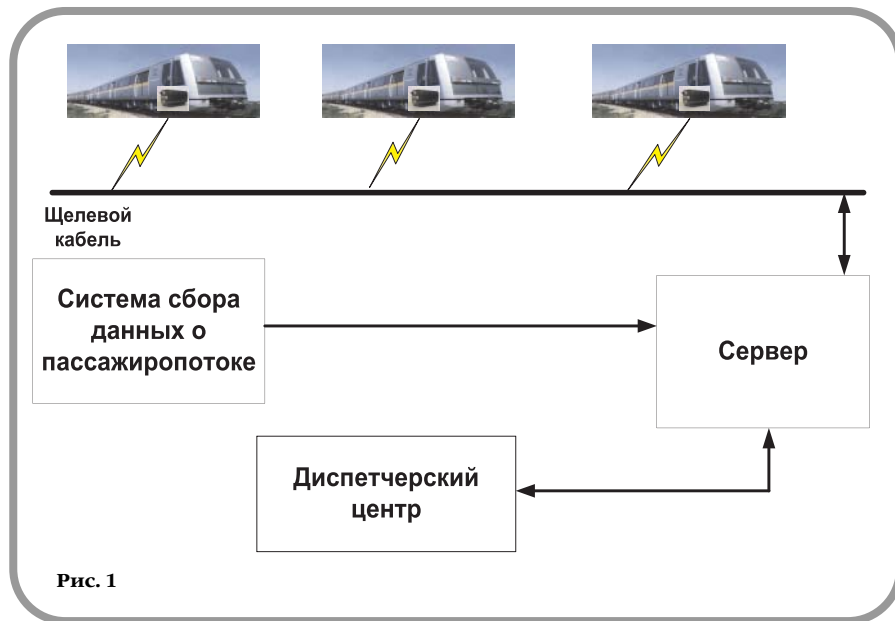 Щелевой
кабель
Система сбора
данных о
пассажиропотоке
Сервер
Диспетчерский
центр
Рис. 1